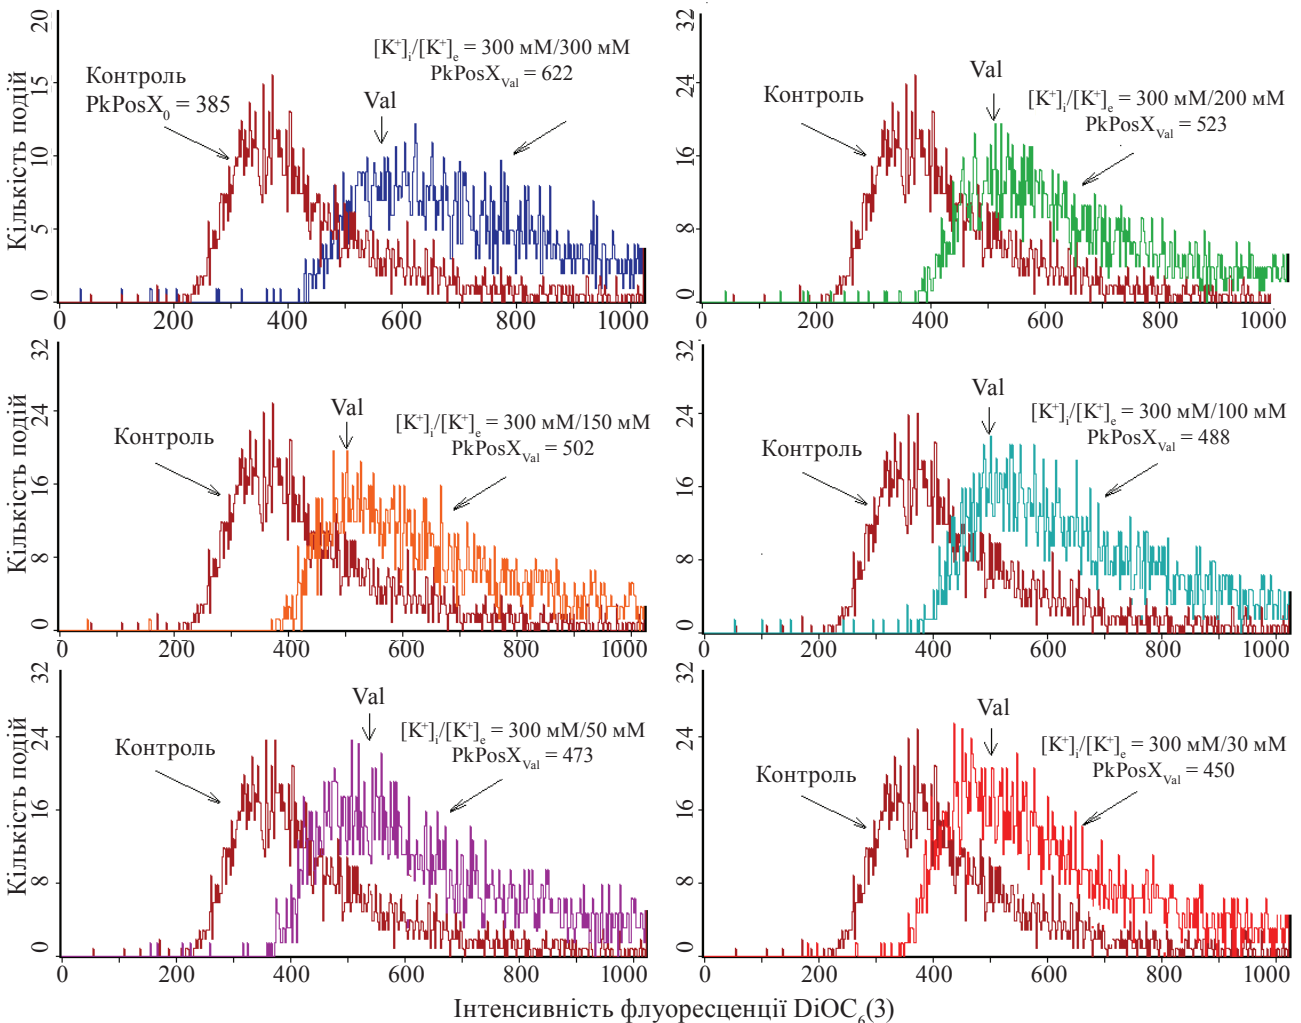 Кількість подій
20
15
10
5
0
Контроль
PkPosX₀ = 385
[K⁺]ᵢ/[K⁺]ₑ = 300 мМ/300 мМ
PkPosX_Val = 622
Val
0 200 400 600 800 1000
32
24
16
8
0
Контроль
Val
[K⁺]ᵢ/[K⁺]ₑ = 300 мМ/200 мМ
PkPosX_Val = 523
0 200 400 600 800 1000
Кількість подій
32
24
16
8
0
Контроль
Val
[K⁺]ᵢ/[K⁺]ₑ = 300 мМ/150 мМ
PkPosX_Val = 502
0 200 400 600 800 1000
32
24
16
8
0
Контроль
Val
[K⁺]ᵢ/[K⁺]ₑ = 300 мМ/100 мМ
PkPosX_Val = 488
0 200 400 600 800 1000
Кількість подій
32
24
16
8
0
Контроль
Val
[K⁺]ᵢ/[K⁺]ₑ = 300 мМ/50 мМ
PkPosX_Val = 473
0 200 400 600 800 1000
32
24
16
8
0
Контроль
Val
[K⁺]ᵢ/[K⁺]ₑ = 300 мМ/30 мМ
PkPosX_Val = 450
0 200 400 600 800 1000
Інтенсивність флуоресценції DiOC₆(3)